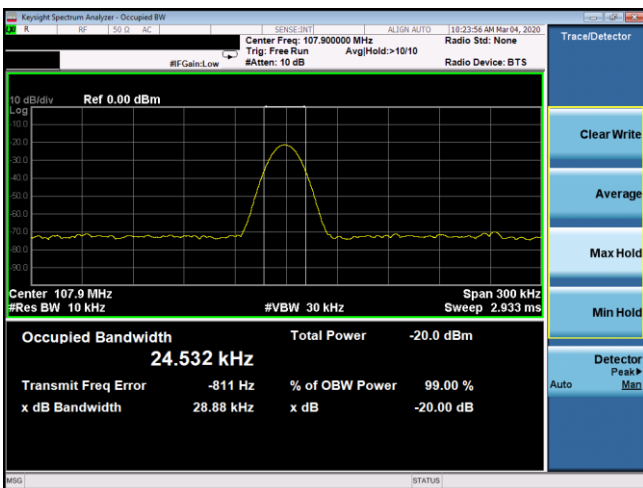 Keysight Spectrum Analyzer - Occupied BW
R RF 50 Ω AC SENSE:INT ALIGN AUTO 10:23:56 AM Mar 04, 2020
Center Freq: 107.900000 MHz Radio Std: None
Trig: Free Run Avg|Hold:>10/10
#IFGain:Low #Atten: 10 dB Radio Device: BTS
Trace/Detector
10 dB/div Ref 0.00 dBm
Log
-10.0
-20.0
-30.0
-40.0
-50.0
-60.0
-70.0
-80.0
-90.0
Center 107.9 MHz Span 300 kHz
#Res BW 10 kHz #VBW 30 kHz Sweep 2.933 ms
Occupied Bandwidth Total Power -20.0 dBm
24.532 kHz
Transmit Freq Error -811 Hz % of OBW Power 99.00 %
x dB Bandwidth 28.88 kHz x dB -20.00 dB
Clear Write
Average
Max Hold
Min Hold
Detector
Peak▶
Auto Man
MSG STATUS